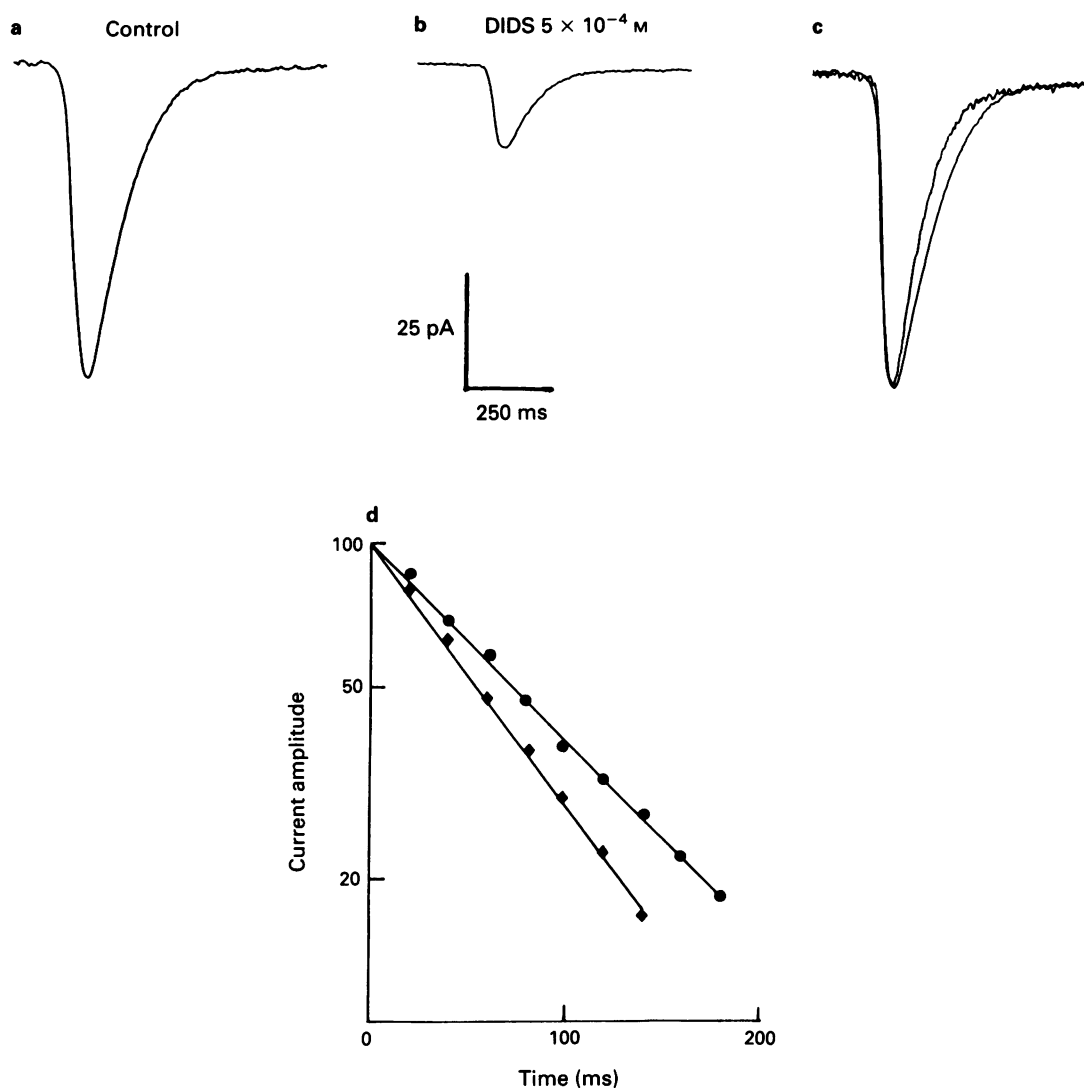 a Control
b DIDS 5 × 10⁻⁴ M
c
25 pA
250 ms
d
100
50
20
Current amplitude
0 100 200
Time (ms)